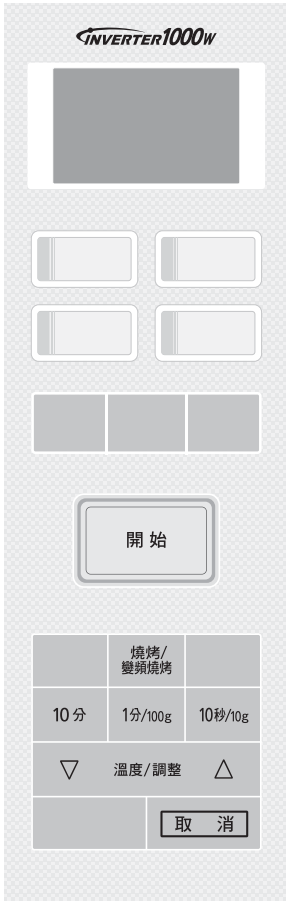 INVERTER1000W
開始
燒烤/
變頻燒烤
10分 1分/100g 10秒/10g
▽ 溫度/調整 △
取 消